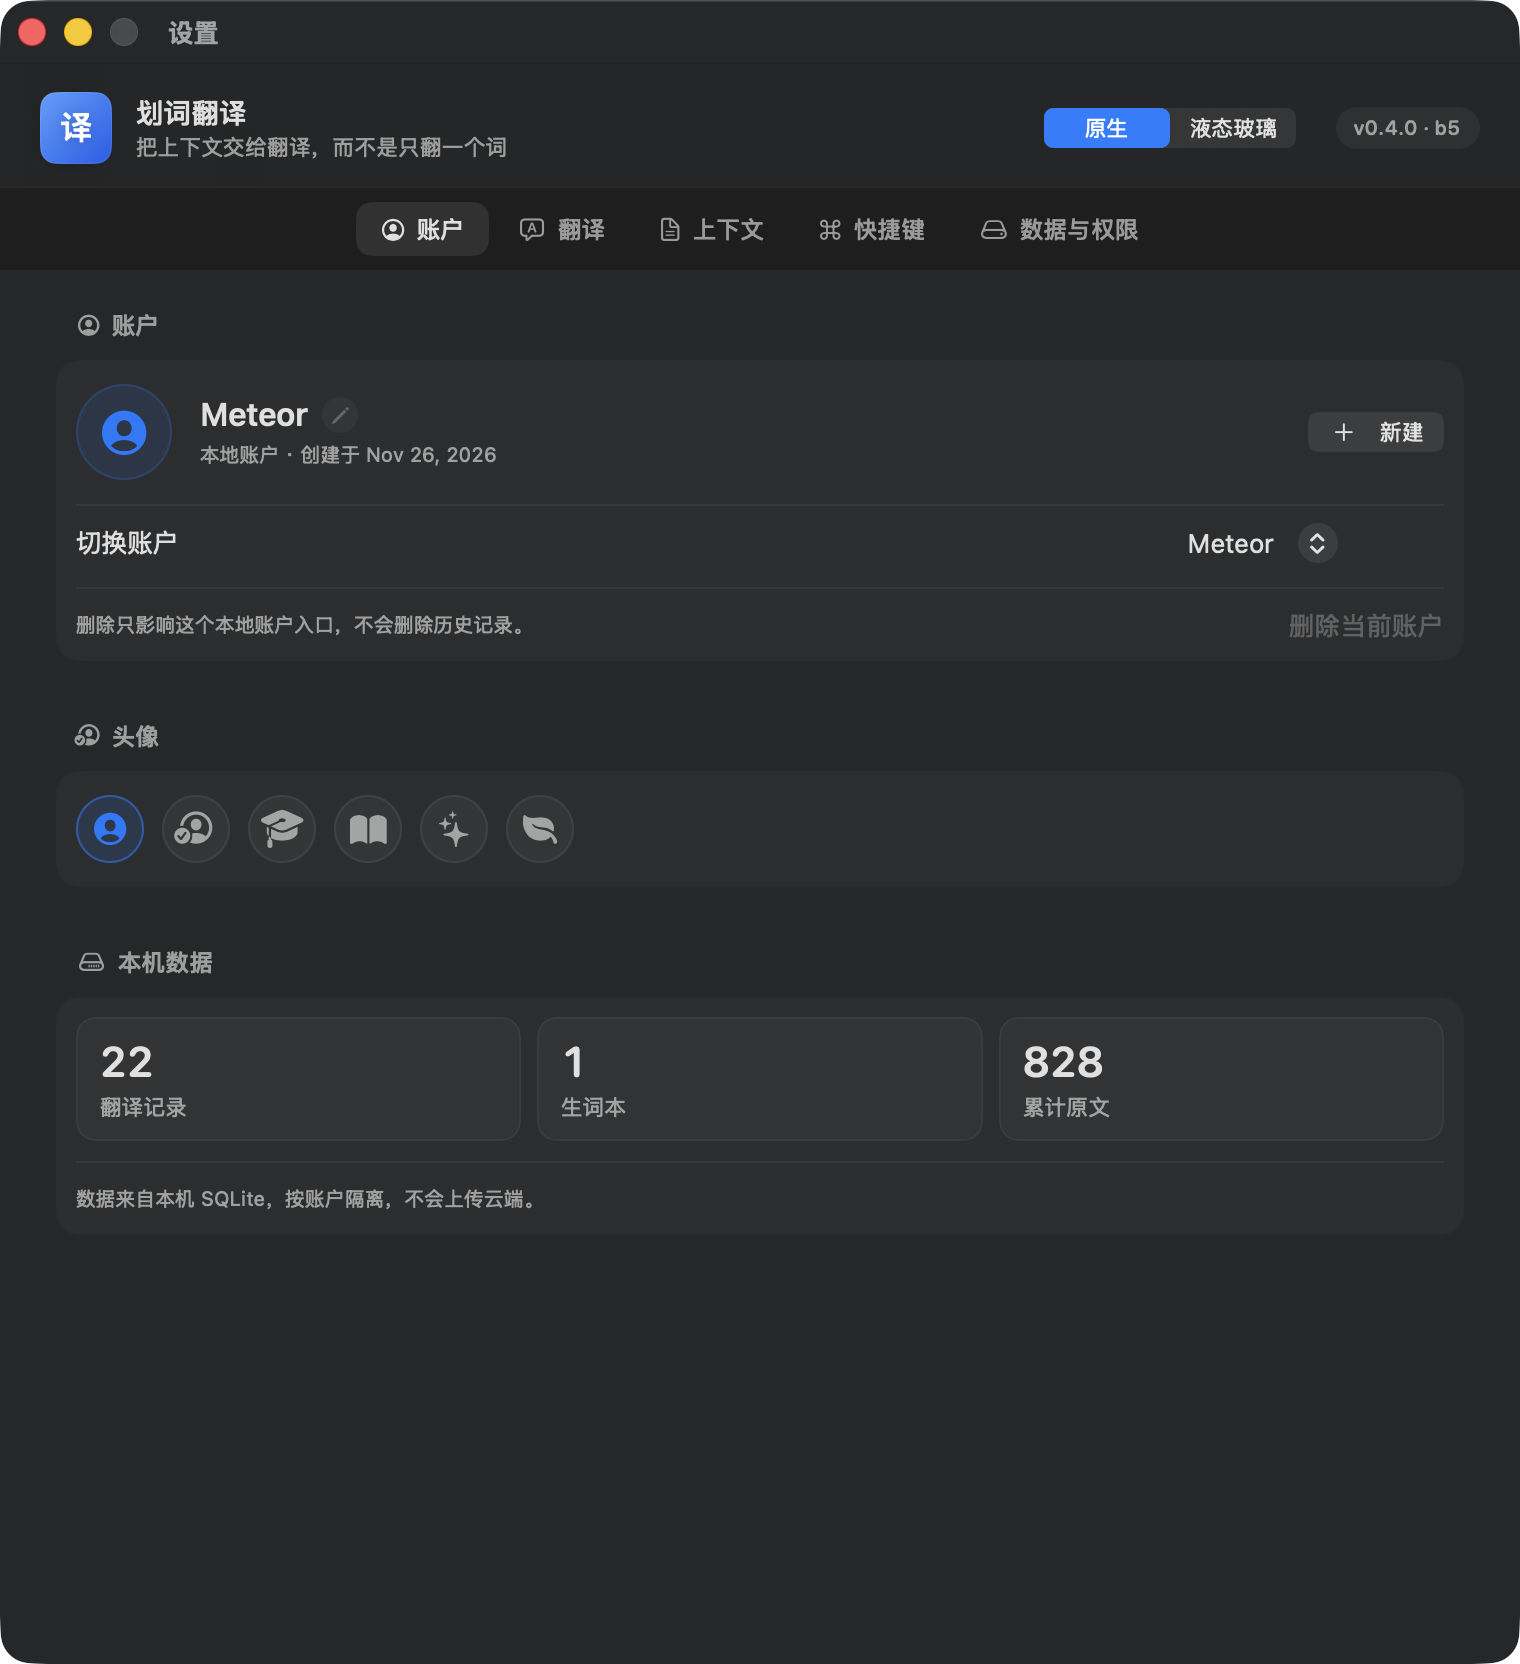 设置
译
划词翻译
把上下文交给翻译，而不是只翻一个词
原生
液态玻璃
v0.4.0 · b5
账户
翻译
上下文
快捷键
数据与权限
账户
Meteor
本地账户 · 创建于 Nov 26, 2026
新建
切换账户
Meteor
删除只影响这个本地账户入口，不会删除历史记录。
删除当前账户
头像
本机数据
22
翻译记录
1
生词本
828
累计原文
数据来自本机 SQLite，按账户隔离，不会上传云端。